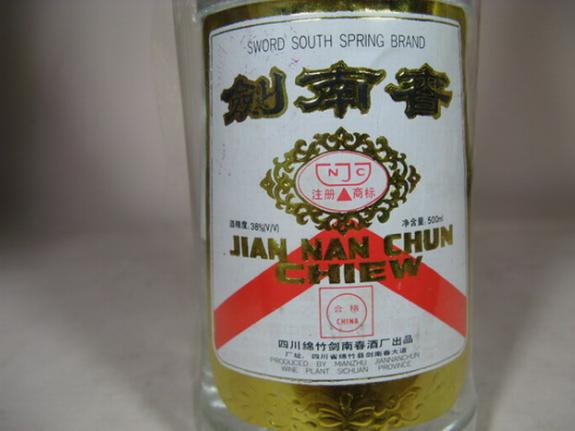 SWORD SOUTH SPRING BRAND
劍南春
NJC
注册 商标
酒精度:38%(V/V) 净含量:500ml
JIAN NAN CHUN
CHIEW
合格
CHINA
四川绵竹剑南春酒厂出品
厂址:四川省绵竹县剑南春大道
PRODUCED BY MIANZHU JIANNANCHUN
WINE PLANT SICHUAN PROVINCE